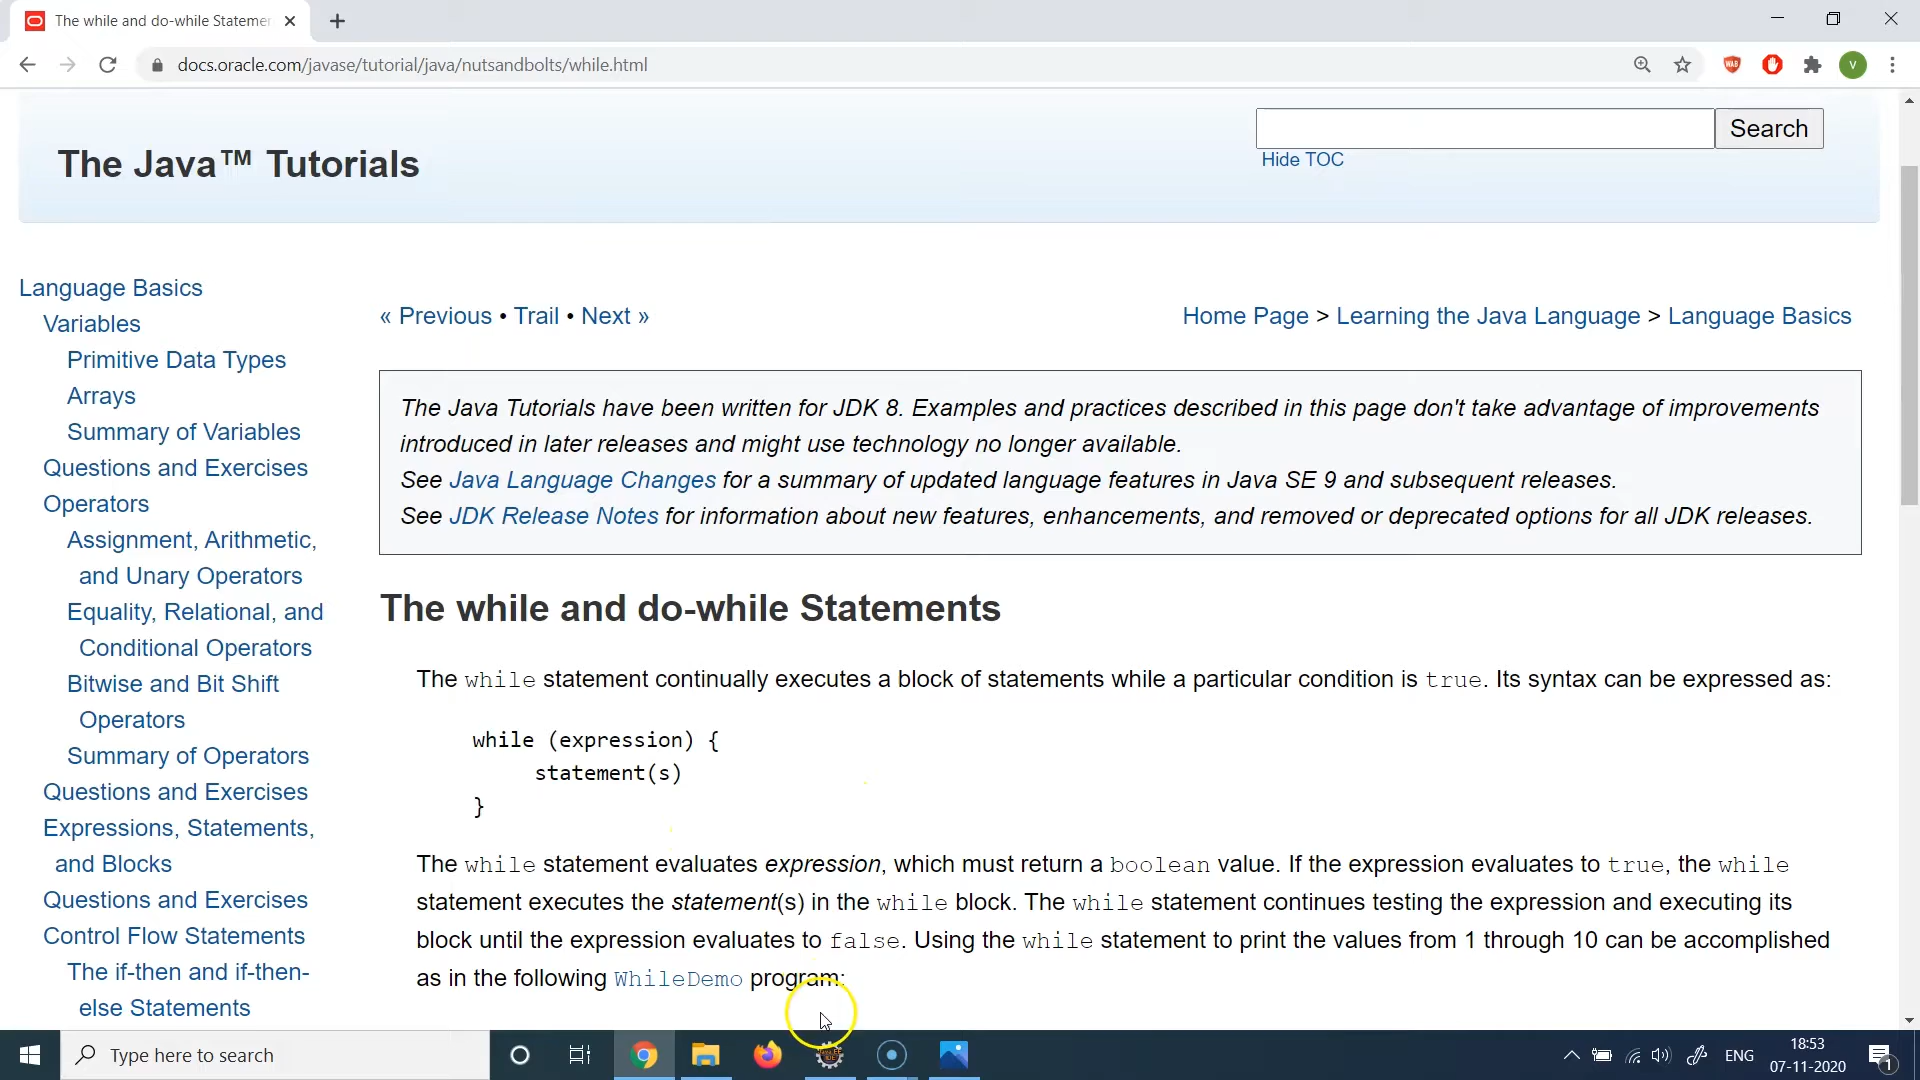 The while and do-while Statemen
docs.oracle.com/javase/tutorial/java/nutsandbolts/while.html
V
The Java™ Tutorials
Search
Hide TOC
Language Basics
Variables
Primitive Data Types
Arrays
Summary of Variables
Questions and Exercises
Operators
Assignment, Arithmetic,
and Unary Operators
Equality, Relational, and
Conditional Operators
Bitwise and Bit Shift
Operators
Summary of Operators
Questions and Exercises
Expressions, Statements,
and Blocks
Questions and Exercises
Control Flow Statements
The if-then and if-then-
else Statements
« Previous • Trail • Next »
Home Page > Learning the Java Language > Language Basics
The Java Tutorials have been written for JDK 8. Examples and practices described in this page don't take advantage of improvements
introduced in later releases and might use technology no longer available.
See Java Language Changes for a summary of updated language features in Java SE 9 and subsequent releases.
See JDK Release Notes for information about new features, enhancements, and removed or deprecated options for all JDK releases.
The while and do-while Statements
The while statement continually executes a block of statements while a particular condition is true. Its syntax can be expressed as:
while (expression) {
statement(s)
}
The while statement evaluates expression, which must return a boolean value. If the expression evaluates to true, the while
statement executes the statement(s) in the while block. The while statement continues testing the expression and executing its
block until the expression evaluates to false. Using the while statement to print the values from 1 through 10 can be accomplished
as in the following WhileDemo program:
Type here to search
ENG
18:53
07-11-2020
1